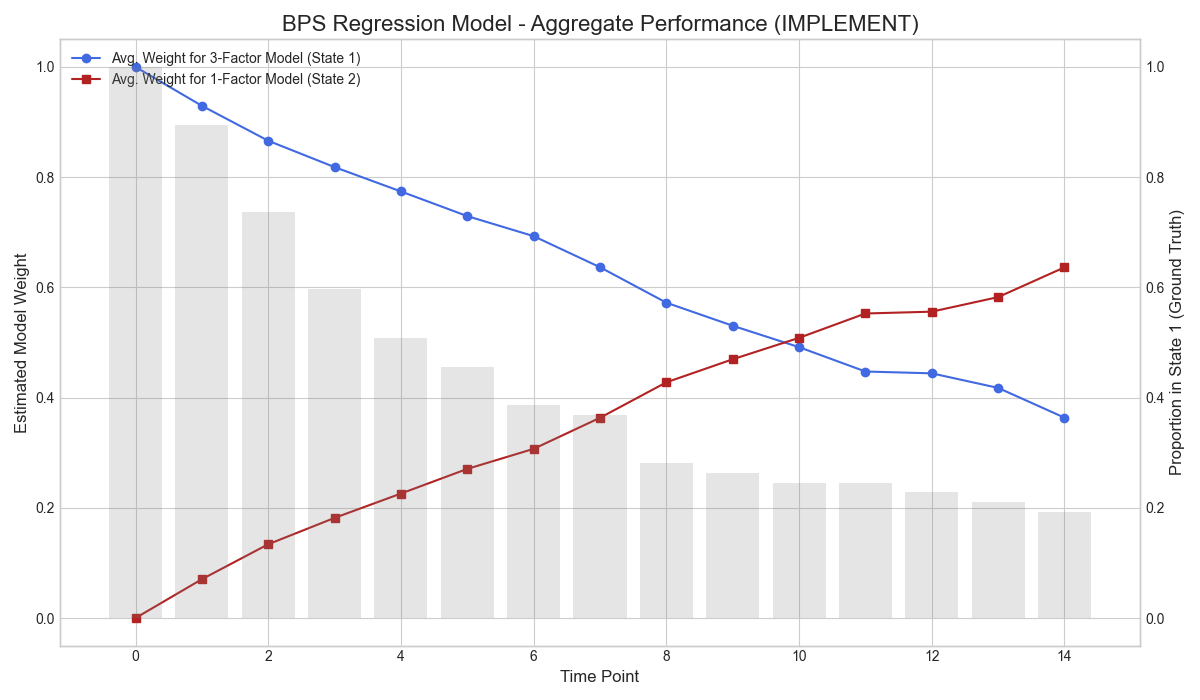 BPS Regression Model - Aggregate Performance (IMPLEMENT)
Avg. Weight for 3-Factor Model (State 1)
Avg. Weight for 1-Factor Model (State 2)
Estimated Model Weight
1.0
0.8
0.6
0.4
0.2
0.0
1.0
0.8
0.6
0.4
0.2
0.0
Proportion in State 1 (Ground Truth)
0 2 4 6 8 10 12 14
Time Point